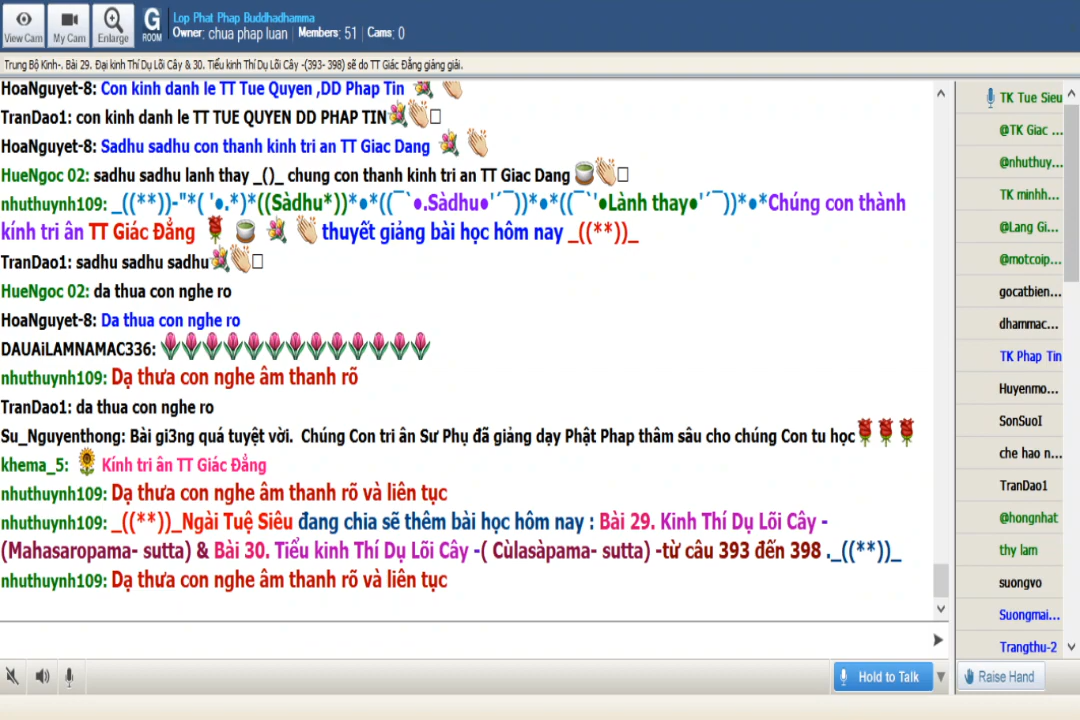 View Cam My Cam Enlarge G ROOM Lop Phat Phap Buddhadhamma
Owner: chua phap luan Members: 51 Cams: 0
Trung Bộ Kinh-. Bài 29. Đại kinh Thí Dụ Lõi Cây & 30. Tiểu kinh Thí Dụ Lõi Cây -(393- 398) sẽ do TT Giác Đẳng giảng giải.
HoaNguyet-8: Con kinh danh le TT Tue Quyen ,DD Phap Tin
TranDao1: con kinh danh le TT TUE QUYEN DD PHAP TIN
HoaNguyet-8: Sadhu sadhu con thanh kinh tri an TT Giac Dang
HueNgoc 02: sadhu sadhu lanh thay _()_ chung con thanh kinh tri an TT Giac Dang
nhuthuynh109: _((**))-"*( '●.*)*((Sàdhu*))*●*((¯`●.Sàdhu●'´¯))*●*((¯`'●Lành thay●'´¯))*●*Chúng con thành
kính tri ân TT Giác Đẳng thuyết giảng bài học hôm nay _((**))_
TranDao1: sadhu sadhu sadhu
HueNgoc 02: da thua con nghe ro
HoaNguyet-8: Da thua con nghe ro
DAUAiLAMNAMAC336:
nhuthuynh109: Dạ thưa con nghe âm thanh rõ
TranDao1: da thua con nghe ro
Su_Nguyenthong: Bài gi3ng quá tuyệt vời. Chúng Con tri ân Sư Phụ đã giảng dạy Phật Phap thâm sâu cho chúng Con tu học
khema_5: Kính tri ân TT Giác Đẳng
nhuthuynh109: Dạ thưa con nghe âm thanh rõ và liên tục
nhuthuynh109: _((**))_Ngài Tuệ Siêu đang chia sẽ thêm bài học hôm nay : Bài 29. Kinh Thí Dụ Lõi Cây -
(Mahasaropama- sutta) & Bài 30. Tiểu kinh Thí Dụ Lõi Cây -( Cùlasàpama- sutta) -từ câu 393 đến 398 ._((**))_
nhuthuynh109: Dạ thưa con nghe âm thanh rõ và liên tục
TK Tue Sieu
@TK Giac ...
@nhuthuy...
TK minhh...
@Lang Gi...
@motcoip...
gocatbien...
dhammac...
TK Phap Tin
Huyenmo...
SonSuoI
che hao n...
TranDao1
@hongnhat
thy lam
suongvo
Suongmai...
Trangthu-2
Hold to Talk Raise Hand